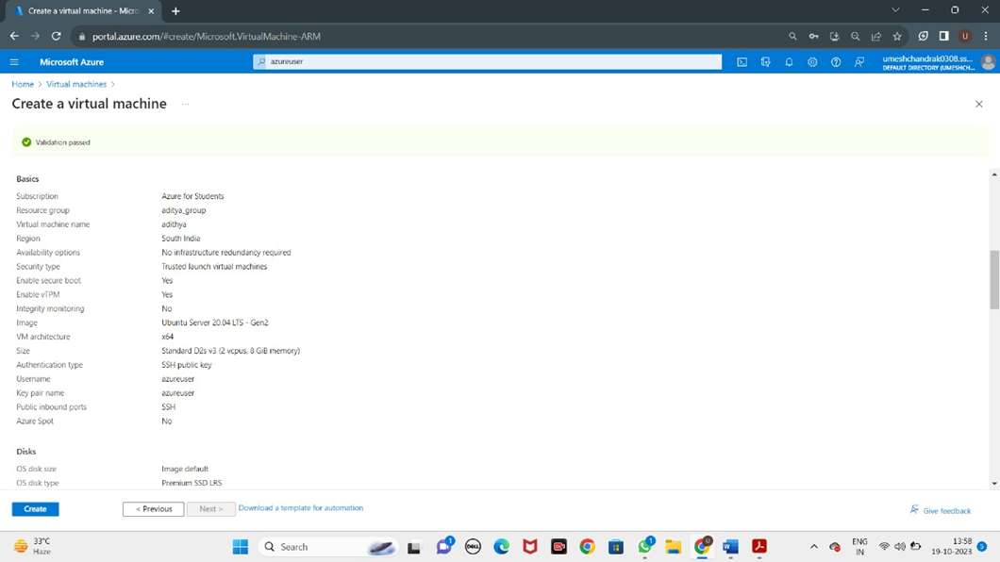 Create a virtual machine - Micro
portal.azure.com/#create/Microsoft.VirtualMachine-ARM
Microsoft Azure
azureuser
umeshchandrak0308.ss...
DEFAULT DIRECTORY (UMESHCH...
Home > Virtual machines >
Create a virtual machine ...
Validation passed
Basics
Subscription Azure for Students
Resource group aditya_group
Virtual machine name adithya
Region South India
Availability options No infrastructure redundancy required
Security type Trusted launch virtual machines
Enable secure boot Yes
Enable vTPM Yes
Integrity monitoring No
Image Ubuntu Server 20.04 LTS - Gen2
VM architecture x64
Size Standard D2s v3 (2 vcpus, 8 GiB memory)
Authentication type SSH public key
Username azureuser
Key pair name azureuser
Public inbound ports SSH
Azure Spot No
Disks
OS disk size Image default
OS disk type Premium SSD LRS
Create < Previous Next > Download a template for automation Give feedback
33°C
Haze
Search
DELL
1
U
1
ENG
IN
13:58
19-10-2023
5